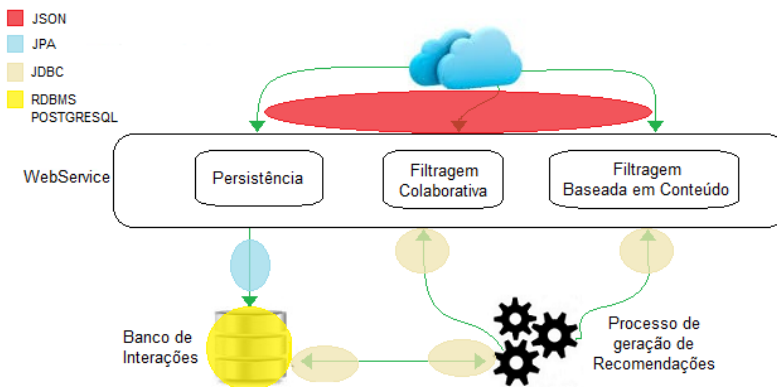 JSON
JPA
JDBC
RDBMS
POSTGRESQL
WebService
Persistência
Filtragem
Colaborativa
Filtragem
Baseada em Conteúdo
Banco de
Interações
Processo de
geração de
Recomendações